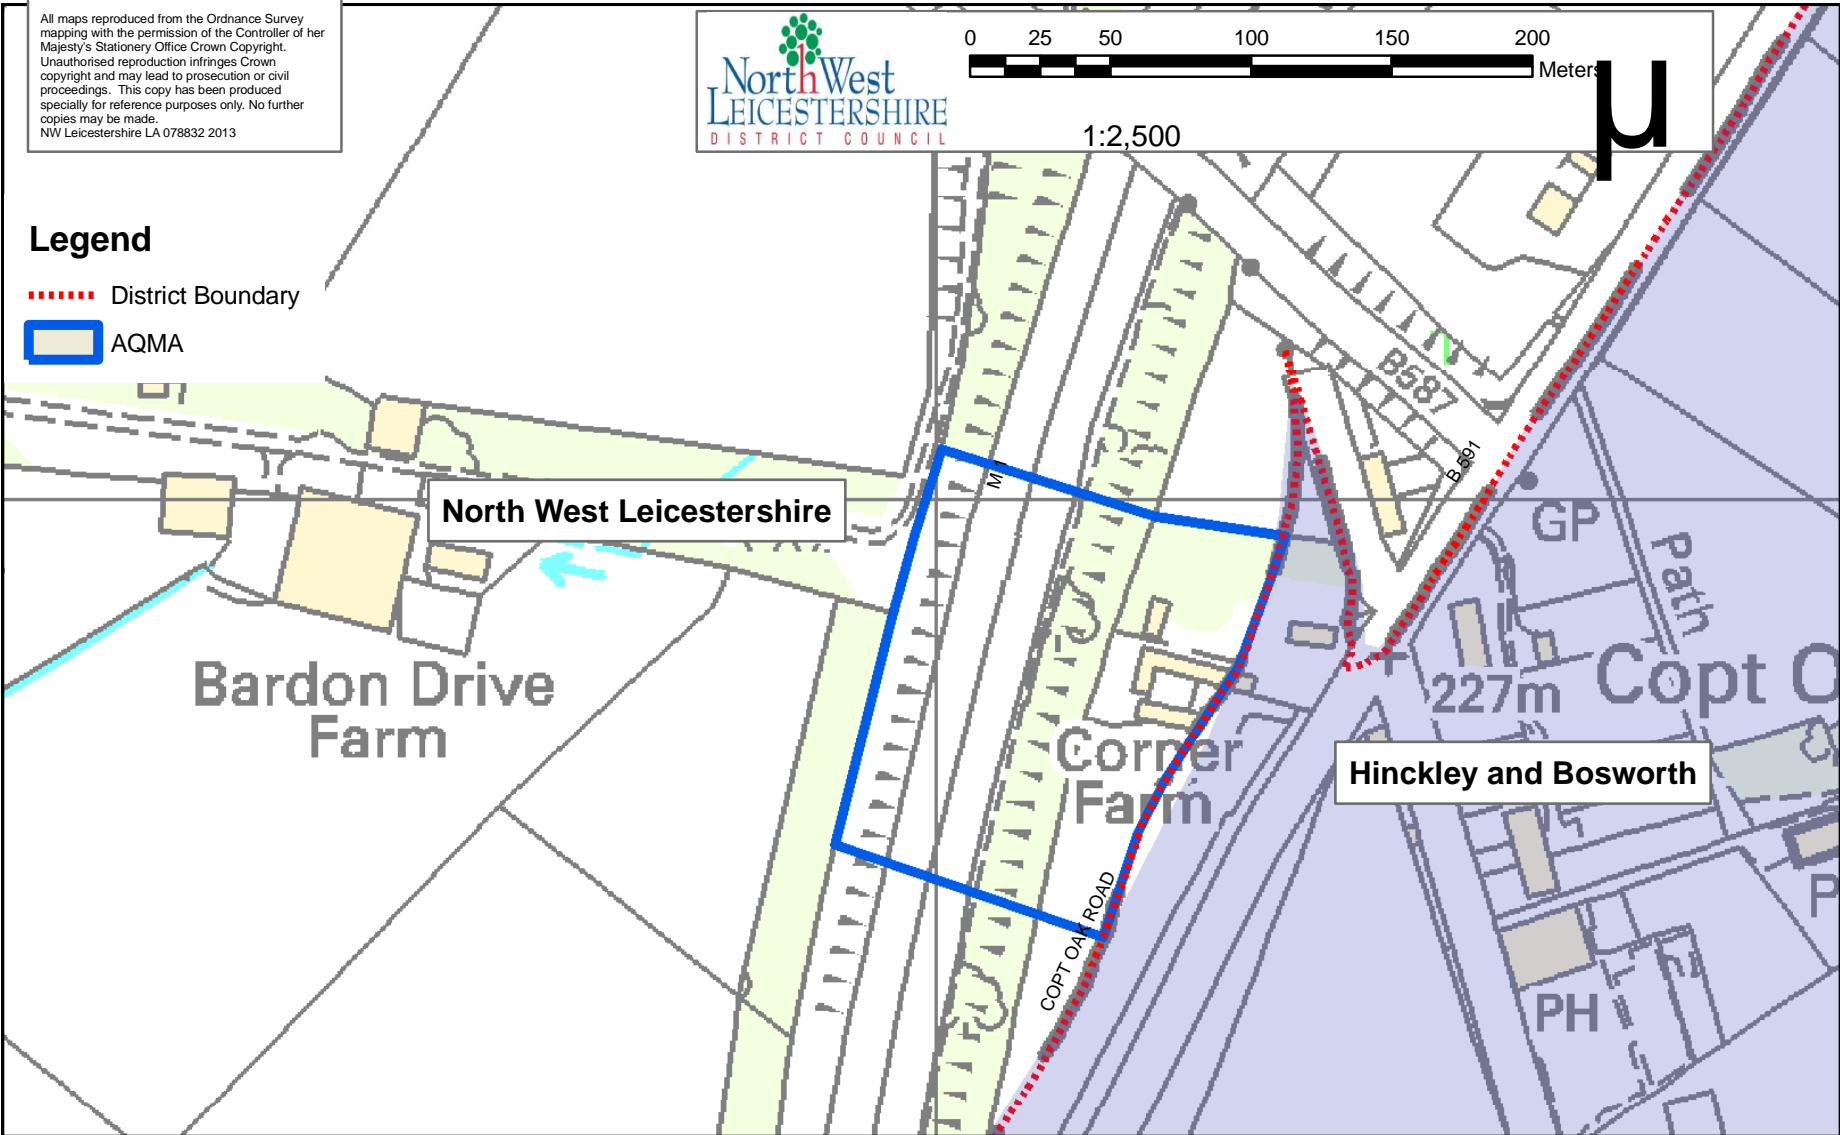 All maps reproduced from the Ordnance Survey
mapping with the permission of the Controller of her
Majesty's Stationery Office Crown Copyright.
Unauthorised reproduction infringes Crown
copyright and may lead to prosecution or civil
proceedings. This copy has been produced
specially for reference purposes only. No further
copies may be made.
NW Leicestershire LA 078832 2013
North West
LEICESTERSHIRE
DISTRICT COUNCIL
0 25 50 100 150 200
Meters
1:2,500
µ
Legend
District Boundary
AQMA
B587
B 591
M 1
North West Leicestershire
GP
Path
Bardon Drive
Farm
Copt O
227m
Corner
Farm
Hinckley and Bosworth
COPT OAK ROAD
P
PH